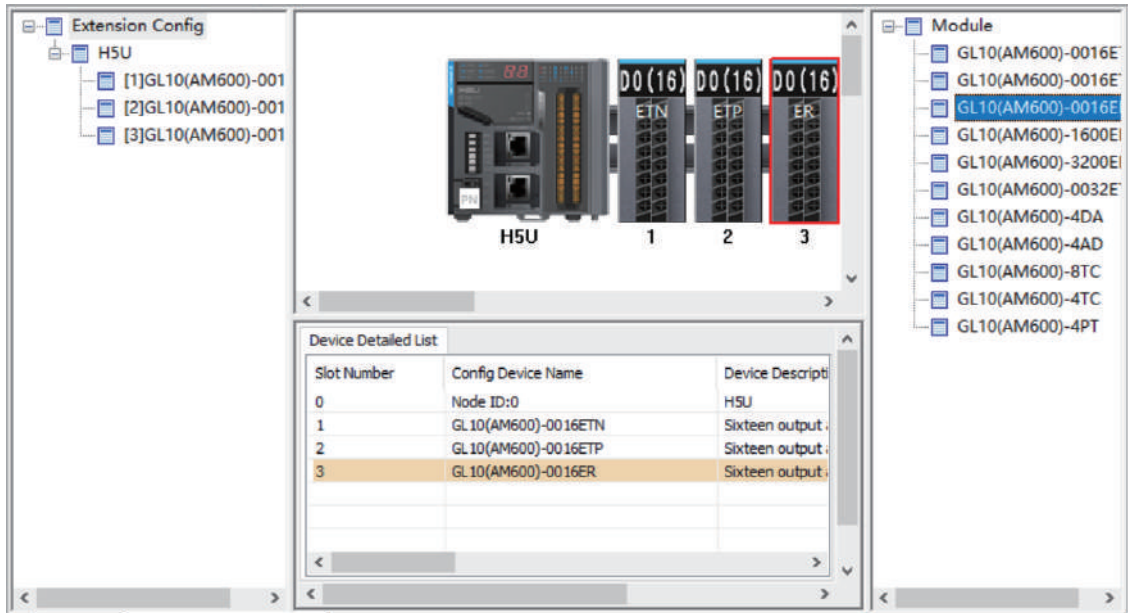 Extension Config
H5U
[1]GL10(AM600)-001
[2]GL10(AM600)-001
[3]GL10(AM600)-001
DO(16) DO(16) DO(16)
ETN ETP ER
PN
H5U 1 2 3
Device Detailed List
Slot Number Config Device Name Device Descripti
0 Node ID:0 H5U
1 GL10(AM600)-0016ETN Sixteen output
2 GL10(AM600)-0016ETP Sixteen output
3 GL10(AM600)-0016ER Sixteen output
Module
GL10(AM600)-0016E
GL10(AM600)-0016E
GL10(AM600)-0016E
GL10(AM600)-1600E
GL10(AM600)-3200E
GL10(AM600)-0032E
GL10(AM600)-4DA
GL10(AM600)-4AD
GL10(AM600)-8TC
GL10(AM600)-4TC
GL10(AM600)-4PT